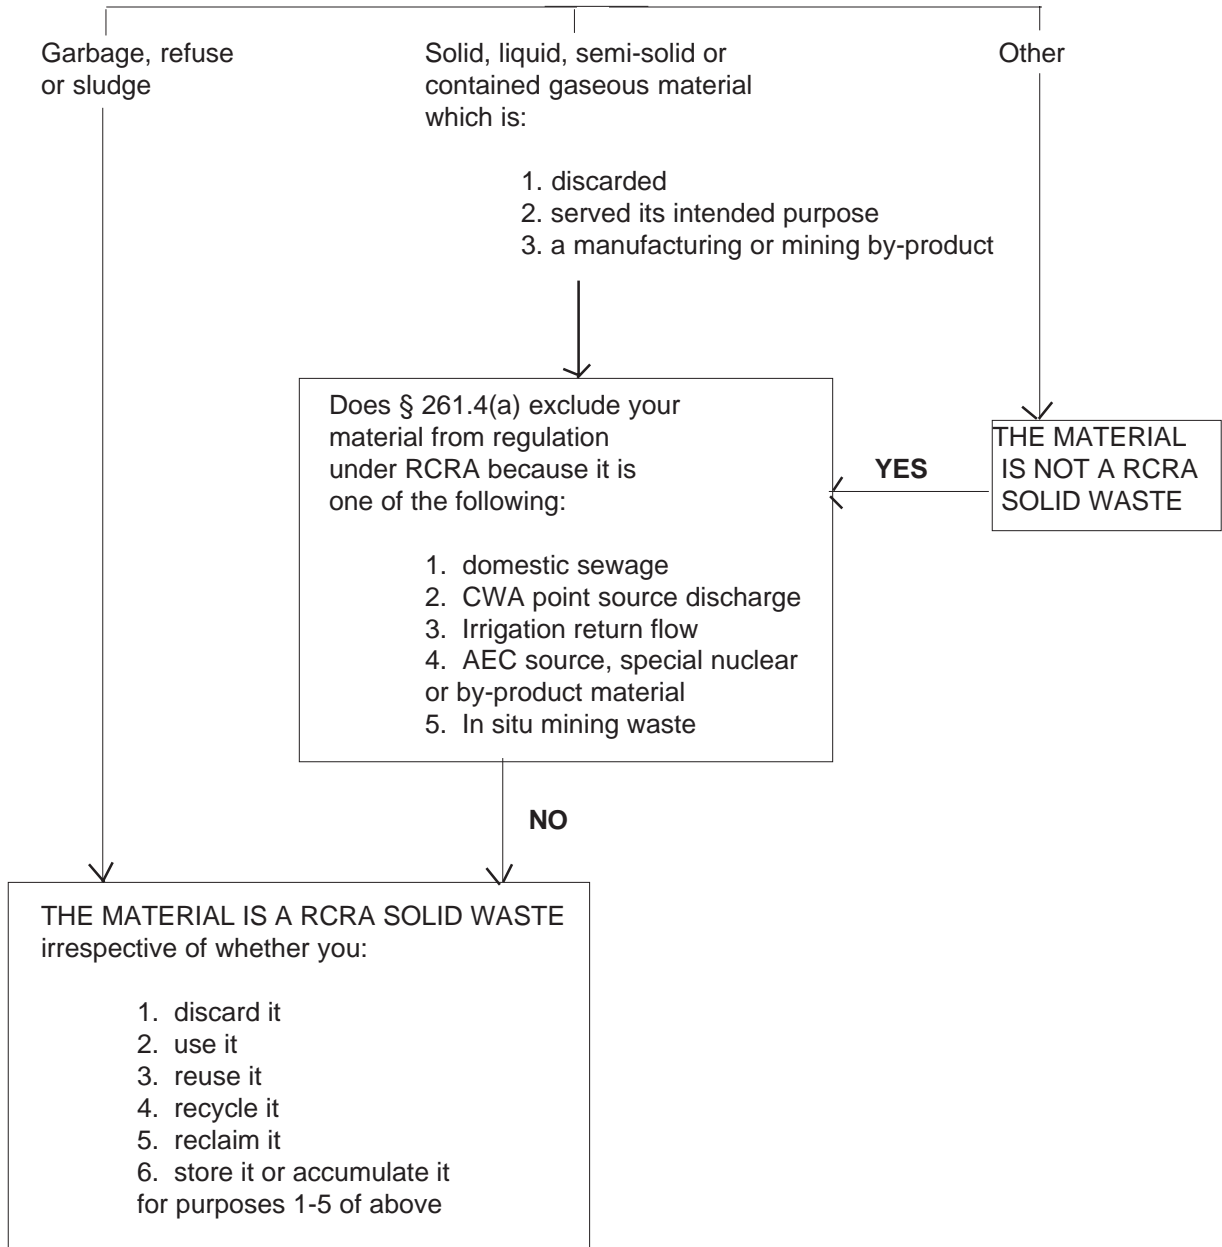 Garbage, refuse
or sludge
Solid, liquid, semi-solid or
contained gaseous material
which is:
1. discarded
2. served its intended purpose
3. a manufacturing or mining by-product
Other
Does § 261.4(a) exclude your
material from regulation
under RCRA because it is
one of the following:
1. domestic sewage
2. CWA point source discharge
3. Irrigation return flow
4. AEC source, special nuclear
or by-product material
5. In situ mining waste
YES
THE MATERIAL
IS NOT A RCRA
SOLID WASTE
NO
THE MATERIAL IS A RCRA SOLID WASTE
irrespective of whether you:
1. discard it
2. use it
3. reuse it
4. recycle it
5. reclaim it
6. store it or accumulate it
for purposes 1-5 of above